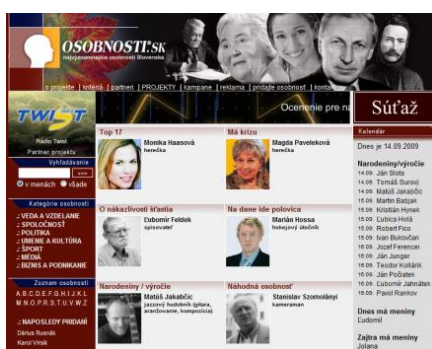 OSOBNOSTI.SK
najvýznamnejšie osobnosti Slovenska
o projekte | kritériá | partneri | PROJEKTY | kampane | reklama | pridajte osobnosť | kontakt
TWIST
Rádio Twist
Partner projektu
Vyhľadávanie
>>>
v menách všade
Kategórie osobností
.: VEDA A VZDELANIE
.: SPOLOČNOSŤ
.: POLITIKA
.: UMENIE A KULTÚRA
.: ŠPORT
.: MÉDIÁ
.: BIZNIS A PODNIKANIE
Zoznam osobností
A B C D E F G H I J K L
M N O P R S T U V W Z
.: NAPOSLEDY PRIDANÍ
Dárius Rusnák
Karol Virsik
Ocenenie pre na
Top 17
Monika Haasová
herečka
Má krízu
Magda Paveleková
herečka
O nákazlivosti šťastia
Ľubomír Feldek
spisovateľ
Na dane ide polovica
Marián Hossa
hokejový útočník
Narodeniny / výročie
Matúš Jakabčic
jazzový hudobník (gitara, aranžovanie, kompozícia)
Náhodná osobnosť
Stanislav Szomolányi
kameraman
Súťaž
Kalendár
Dnes je 14.09.2009
Narodeniny/výročie
14.09. Ján Slota
14.09. Tomáš Surový
14.09. Matúš Jakabčic
15.09. Martin Babjak
15.09. Kristián Hynek
15.09. Ľubica Holá
15.09. Robert Fico
15.09. Ivan Bukovčan
15.09. Jozef Ferencei
15.09. Ján Junger
16.09. Teodor Kotlárik
16.09. Ján Počiatek
16.09. Ľubomír Jahnátek
16.09. Pavol Rankov
Dnes má meniny
Ľudomil
Zajtra má meniny
Jolana